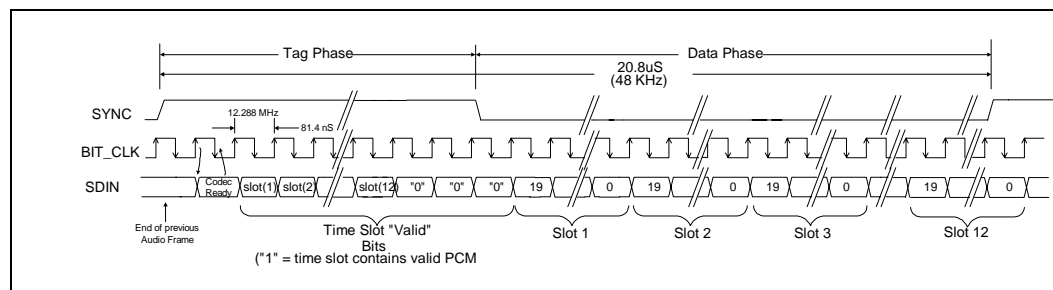 Tag Phase
Data Phase
20.8uS
(48 KHz)
SYNC
12.288 MHz
81.4 nS
BIT_CLK
SDIN
Codec
Ready
slot(1)
slot(2)
slot(12)
"0"
"0"
"0"
19
0
19
0
19
0
19
0
End of previous
Audio Frame
Time Slot "Valid"
Bits
("1" = time slot contains valid PCM
Slot 1
Slot 2
Slot 3
Slot 12